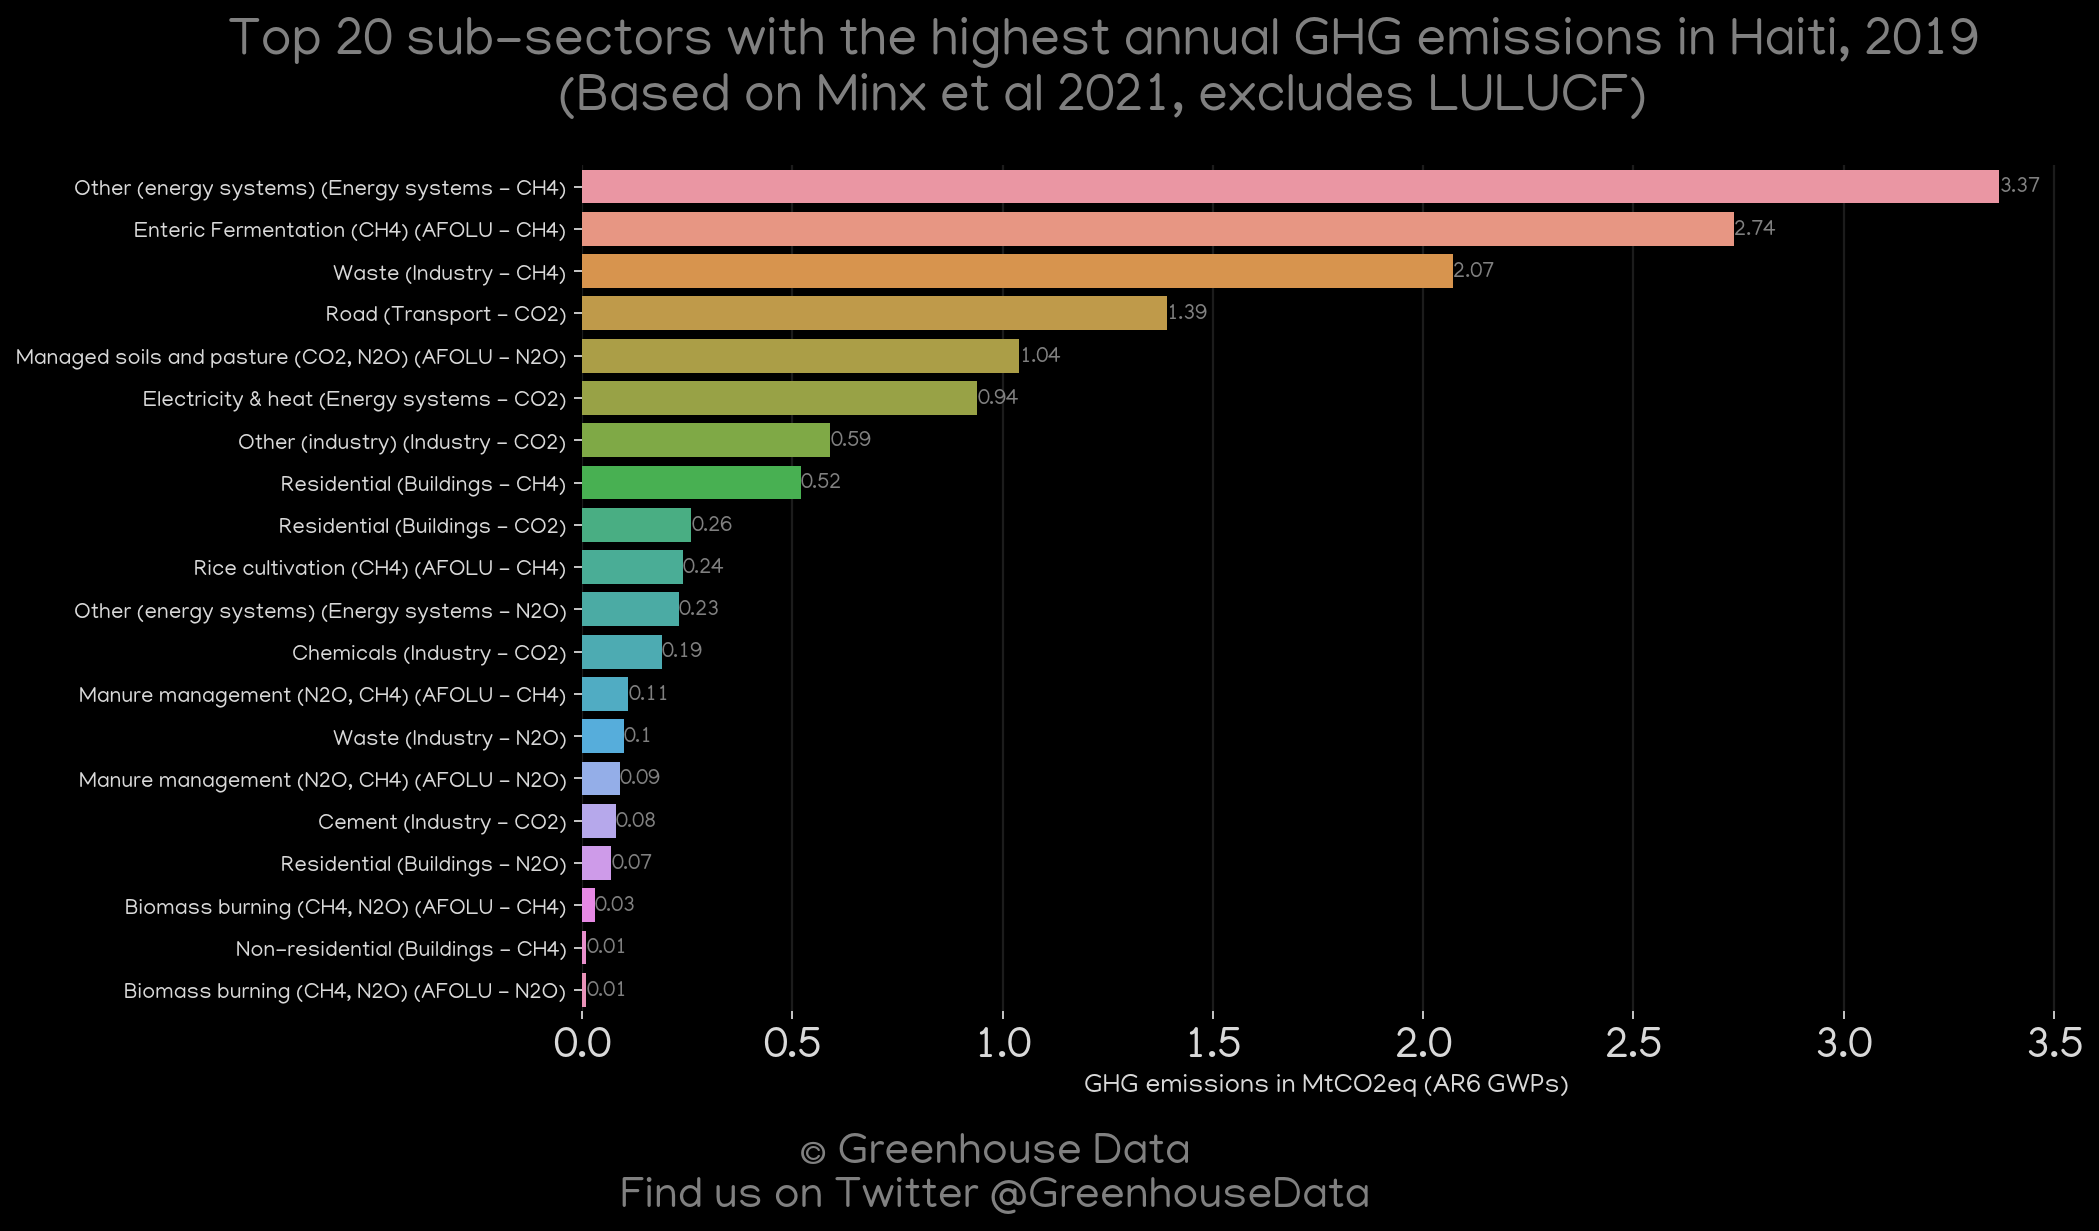 Top 20 sub-sectors with the highest annual GHG emissions in Haiti, 2019
(Based on Minx et al 2021, excludes LULUCF)
Other (energy systems) (Energy systems - CH4) 3.37
Enteric Fermentation (CH4) (AFOLU - CH4) 2.74
Waste (Industry - CH4) 2.07
Road (Transport - CO2) 1.39
Managed soils and pasture (CO2, N2O) (AFOLU - N2O) 1.04
Electricity & heat (Energy systems - CO2) 0.94
Other (industry) (Industry - CO2) 0.59
Residential (Buildings - CH4) 0.52
Residential (Buildings - CO2) 0.26
Rice cultivation (CH4) (AFOLU - CH4) 0.24
Other (energy systems) (Energy systems - N2O) 0.23
Chemicals (Industry - CO2) 0.19
Manure management (N2O, CH4) (AFOLU - CH4) 0.11
Waste (Industry - N2O) 0.1
Manure management (N2O, CH4) (AFOLU - N2O) 0.09
Cement (Industry - CO2) 0.08
Residential (Buildings - N2O) 0.07
Biomass burning (CH4, N2O) (AFOLU - CH4) 0.03
Non-residential (Buildings - CH4) 0.01
Biomass burning (CH4, N2O) (AFOLU - N2O) 0.01
0.0 0.5 1.0 1.5 2.0 2.5 3.0 3.5
GHG emissions in MtCO2eq (AR6 GWPs)
© Greenhouse Data
Find us on Twitter @GreenhouseData